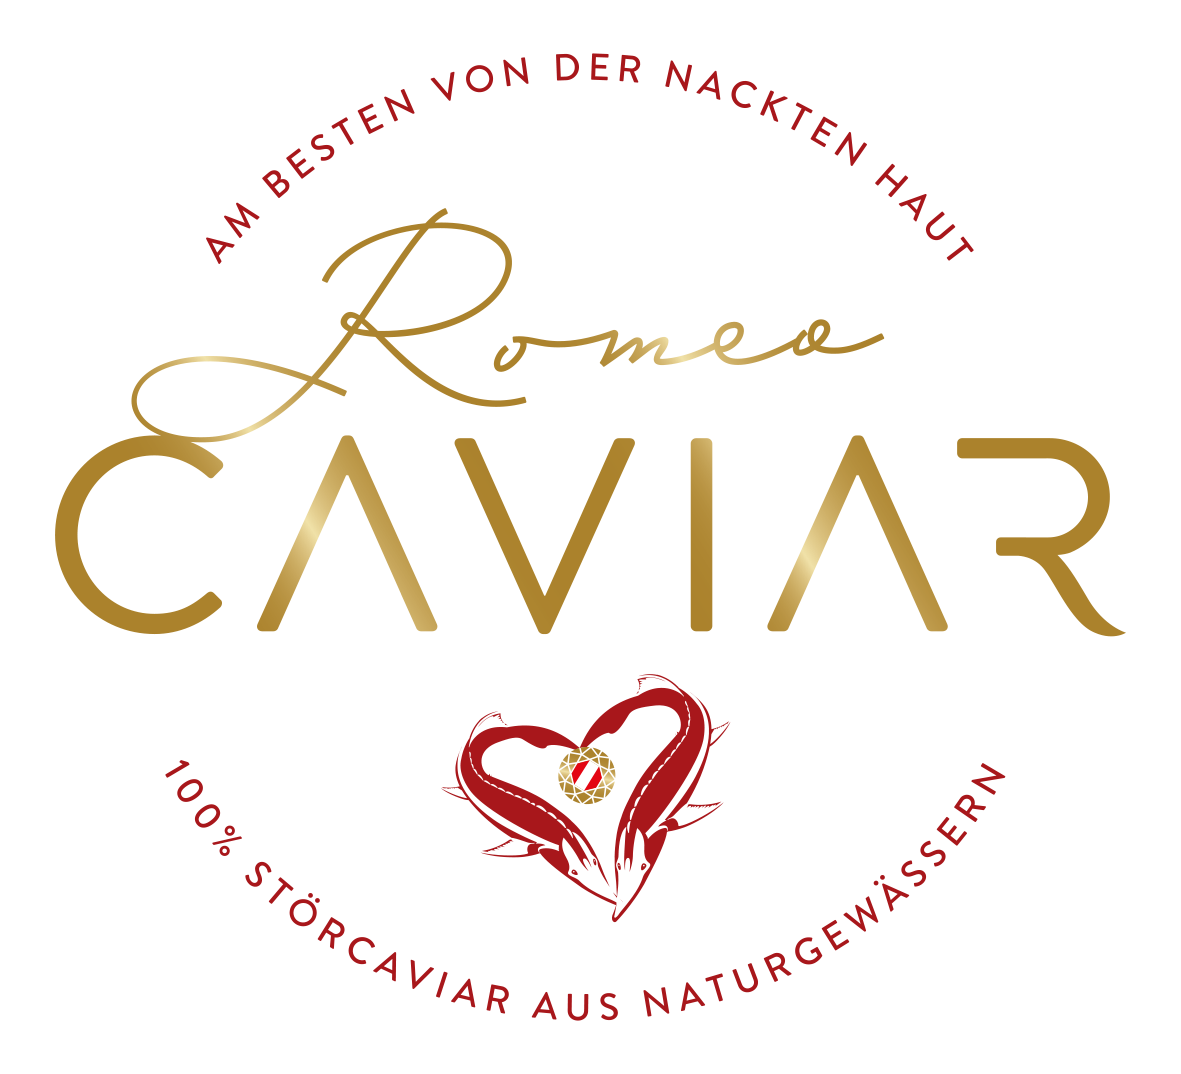 AM BESTEN VON DER NACKTEN HAUT
Romeo
CAVIAR
100% STÖRCAVIAR AUS NATURGEWÄSSERN